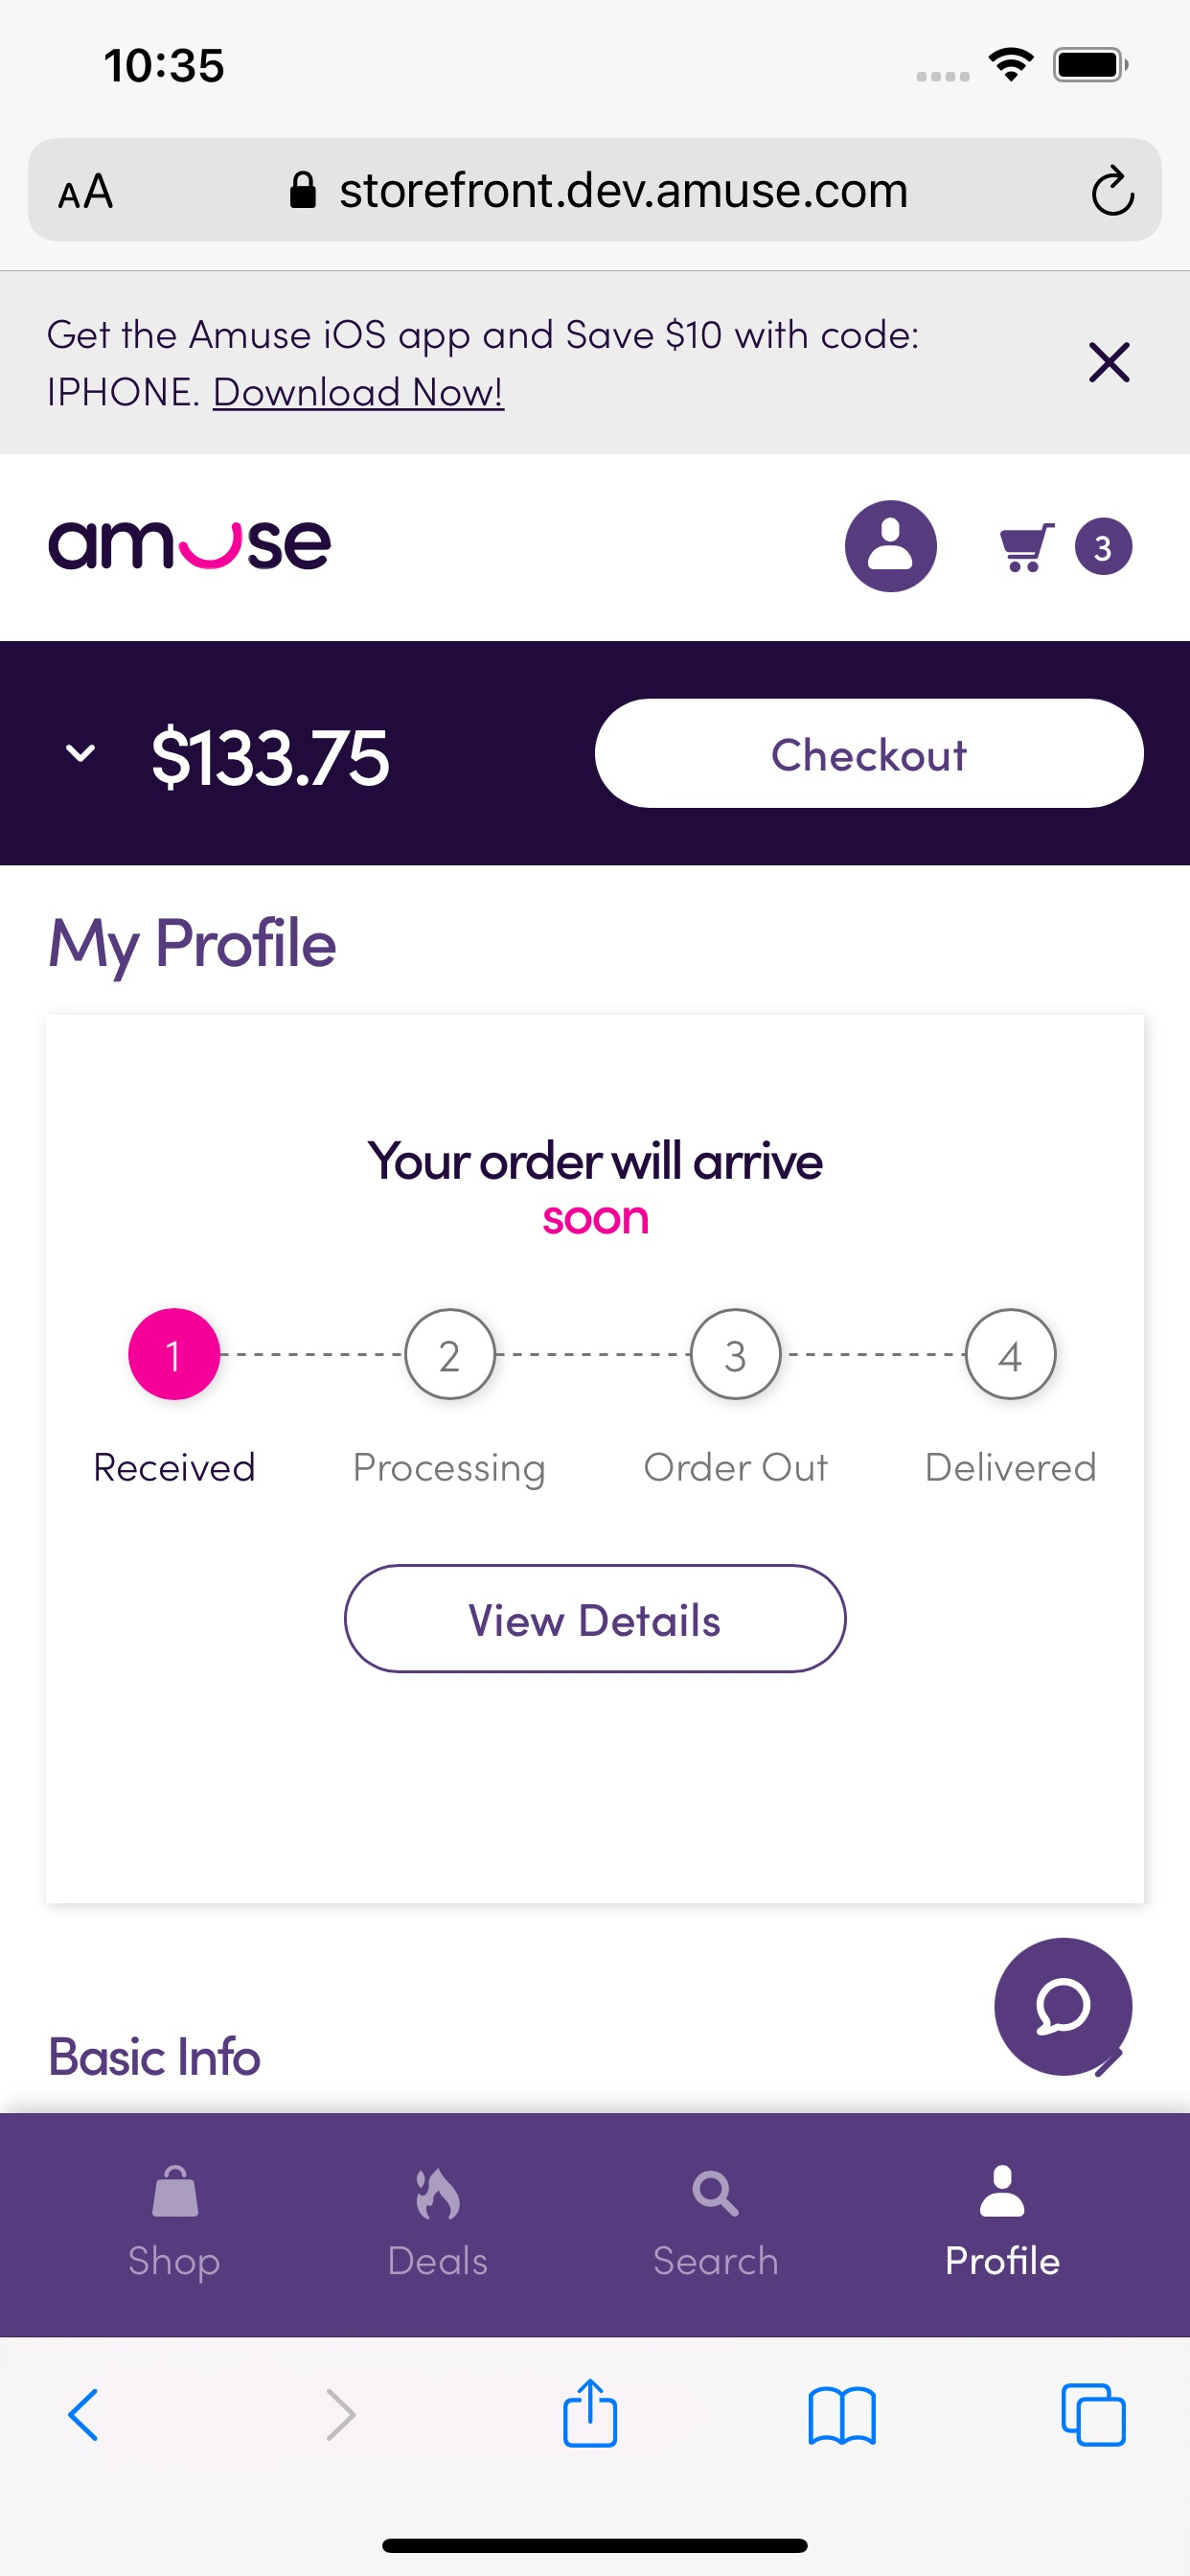 10:35
AA storefront.dev.amuse.com
Get the Amuse iOS app and Save $10 with code:
IPHONE. Download Now!
amuse
3
$133.75 Checkout
My Profile
Your order will arrive
soon
1 2 3 4
Received Processing Order Out Delivered
View Details
Basic Info
Shop Deals Search Profile